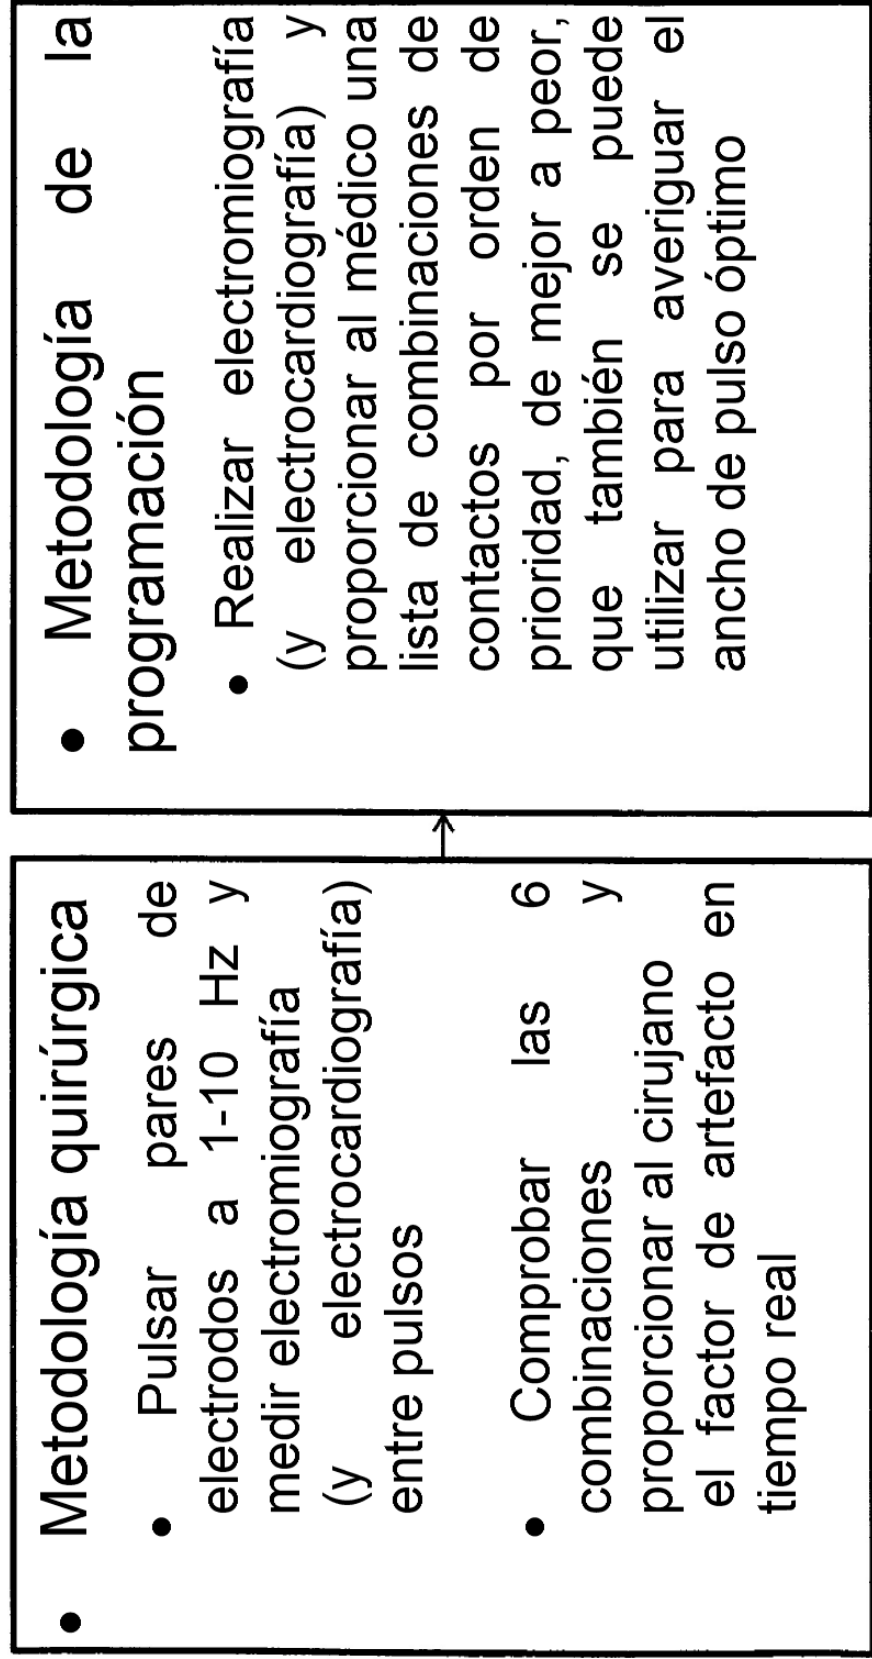 • Metodología quirúrgica
• Pulsar pares de
electrodos a 1-10 Hz y
medir electromiografía
(y electrocardiografía)
entre pulsos
• Comprobar las 6
combinaciones y
proporcionar al cirujano
el factor de artefacto en
tiempo real
• Metodología de la
programación
• Realizar electromiografía
(y electrocardiografía) y
proporcionar al médico una
lista de combinaciones de
contactos por orden de
prioridad, de mejor a peor,
que también se puede
utilizar para averiguar el
ancho de pulso óptimo